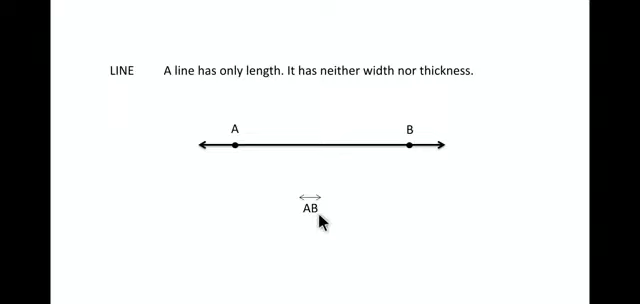 LINE A line has only length. It has neither width nor thickness.
A B
AB